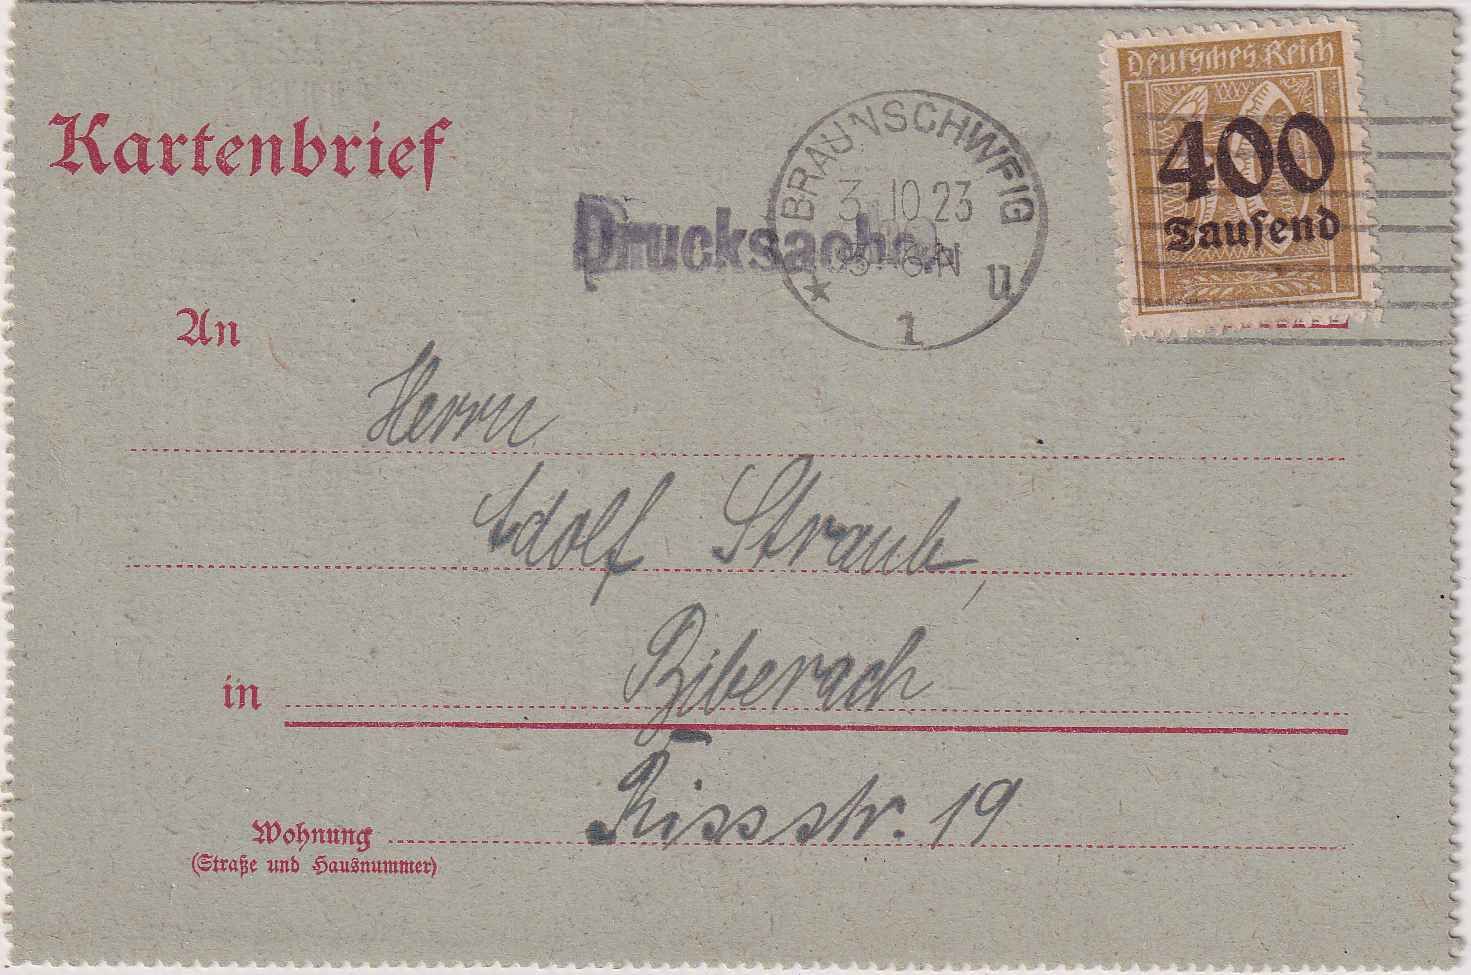 Kartenbrief
Deutsches Reich
400
Tausend
BRAUNSCHWEIG
3.10.23
* 1 u
Drucksache.
An
Herrn
Adolf Straub,
in Biberach
Wohnung Rissstr. 19
(Straße und Hausnummer)